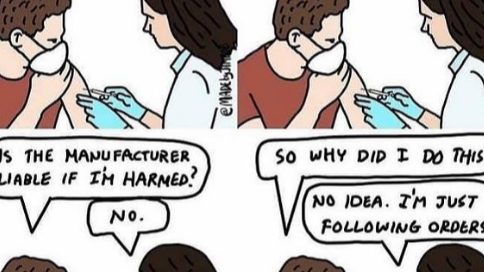 @MADEbyJIMBOB
IS THE MANUFACTURER
LIABLE IF I'M HARMED?
NO.
SO WHY DID I DO THIS
NO IDEA. I'M JUST
FOLLOWING ORDERS